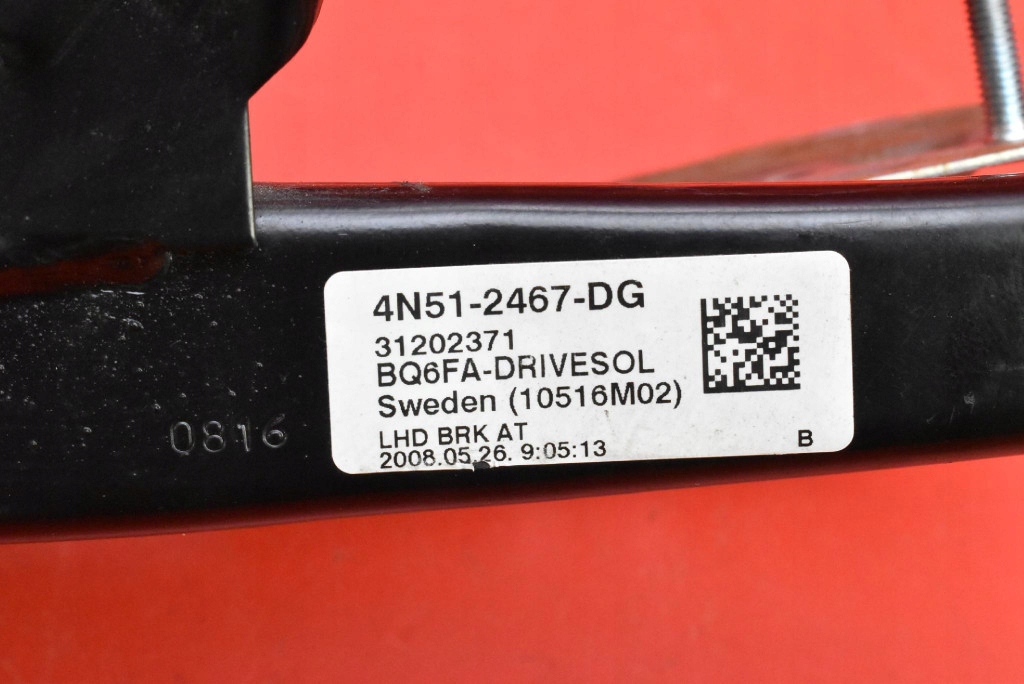 4N51-2467-DG
31202371
BQ6FA-DRIVESOL
Sweden (10516M02)
LHD BRK AT
2008.05.26. 9:05:13
B
0816